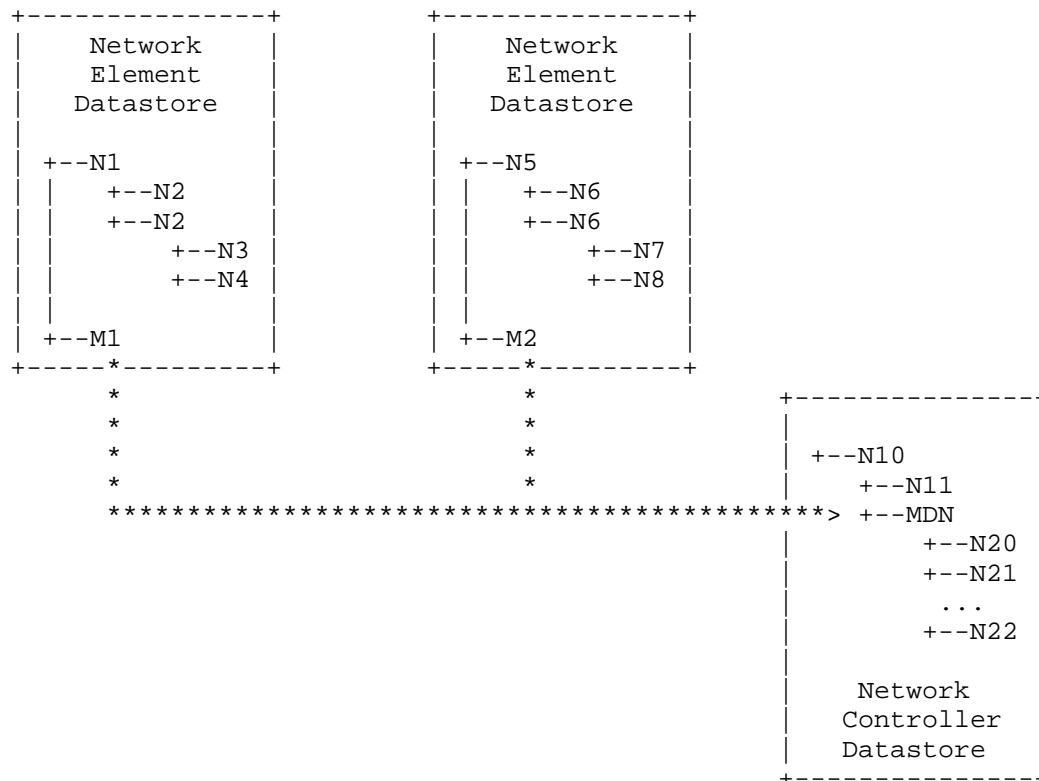 +---------------+         +---------------+
|    Network    |         |    Network    |
|    Element    |         |    Element    |
|   Datastore   |         |   Datastore   |
|               |         |               |
| +--N1         |         | +--N5         |
| |   +--N2     |         | |   +--N6     |
| |   +--N2     |         | |   +--N6     |
| |       +--N3 |         | |       +--N7 |
| |       +--N4 |         | |       +--N8 |
| |             |         | |             |
| +--M1         |         | +--M2         |
+-----*---------+         +-----*---------+
      *                         *               +----------------
      *                         *               |
      *                         *               | +--N10
      *                         *               |    +--N11
      *********************************************> +--MDN
                                                |        +--N20
                                                |        +--N21
                                                |         ...
                                                |        +--N22
                                                |
                                                |    Network
                                                |   Controller
                                                |   Datastore
                                                +----------------